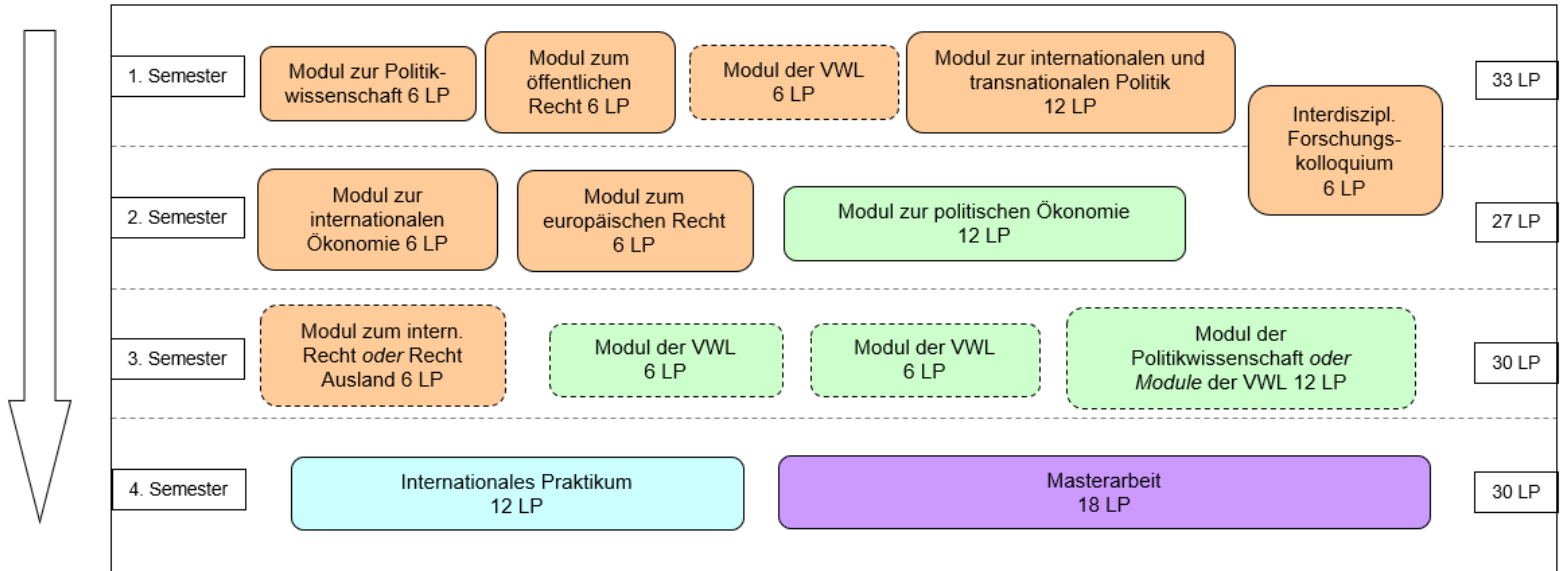 1. Semester
Modul zur Politik-
wissenschaft 6 LP
Modul zum
öffentlichen
Recht 6 LP
Modul der VWL
6 LP
Modul zur internationalen und
transnationalen Politik
12 LP
Interdiszipl.
Forschungs-
kolloquium
6 LP
33 LP
2. Semester
Modul zur
internationalen
Ökonomie 6 LP
Modul zum
europäischen Recht
6 LP
Modul zur politischen Ökonomie
12 LP
27 LP
3. Semester
Modul zum intern.
Recht oder Recht
Ausland 6 LP
Modul der VWL
6 LP
Modul der VWL
6 LP
Modul der
Politikwissenschaft oder
Module der VWL 12 LP
30 LP
4. Semester
Internationales Praktikum
12 LP
Masterarbeit
18 LP
30 LP